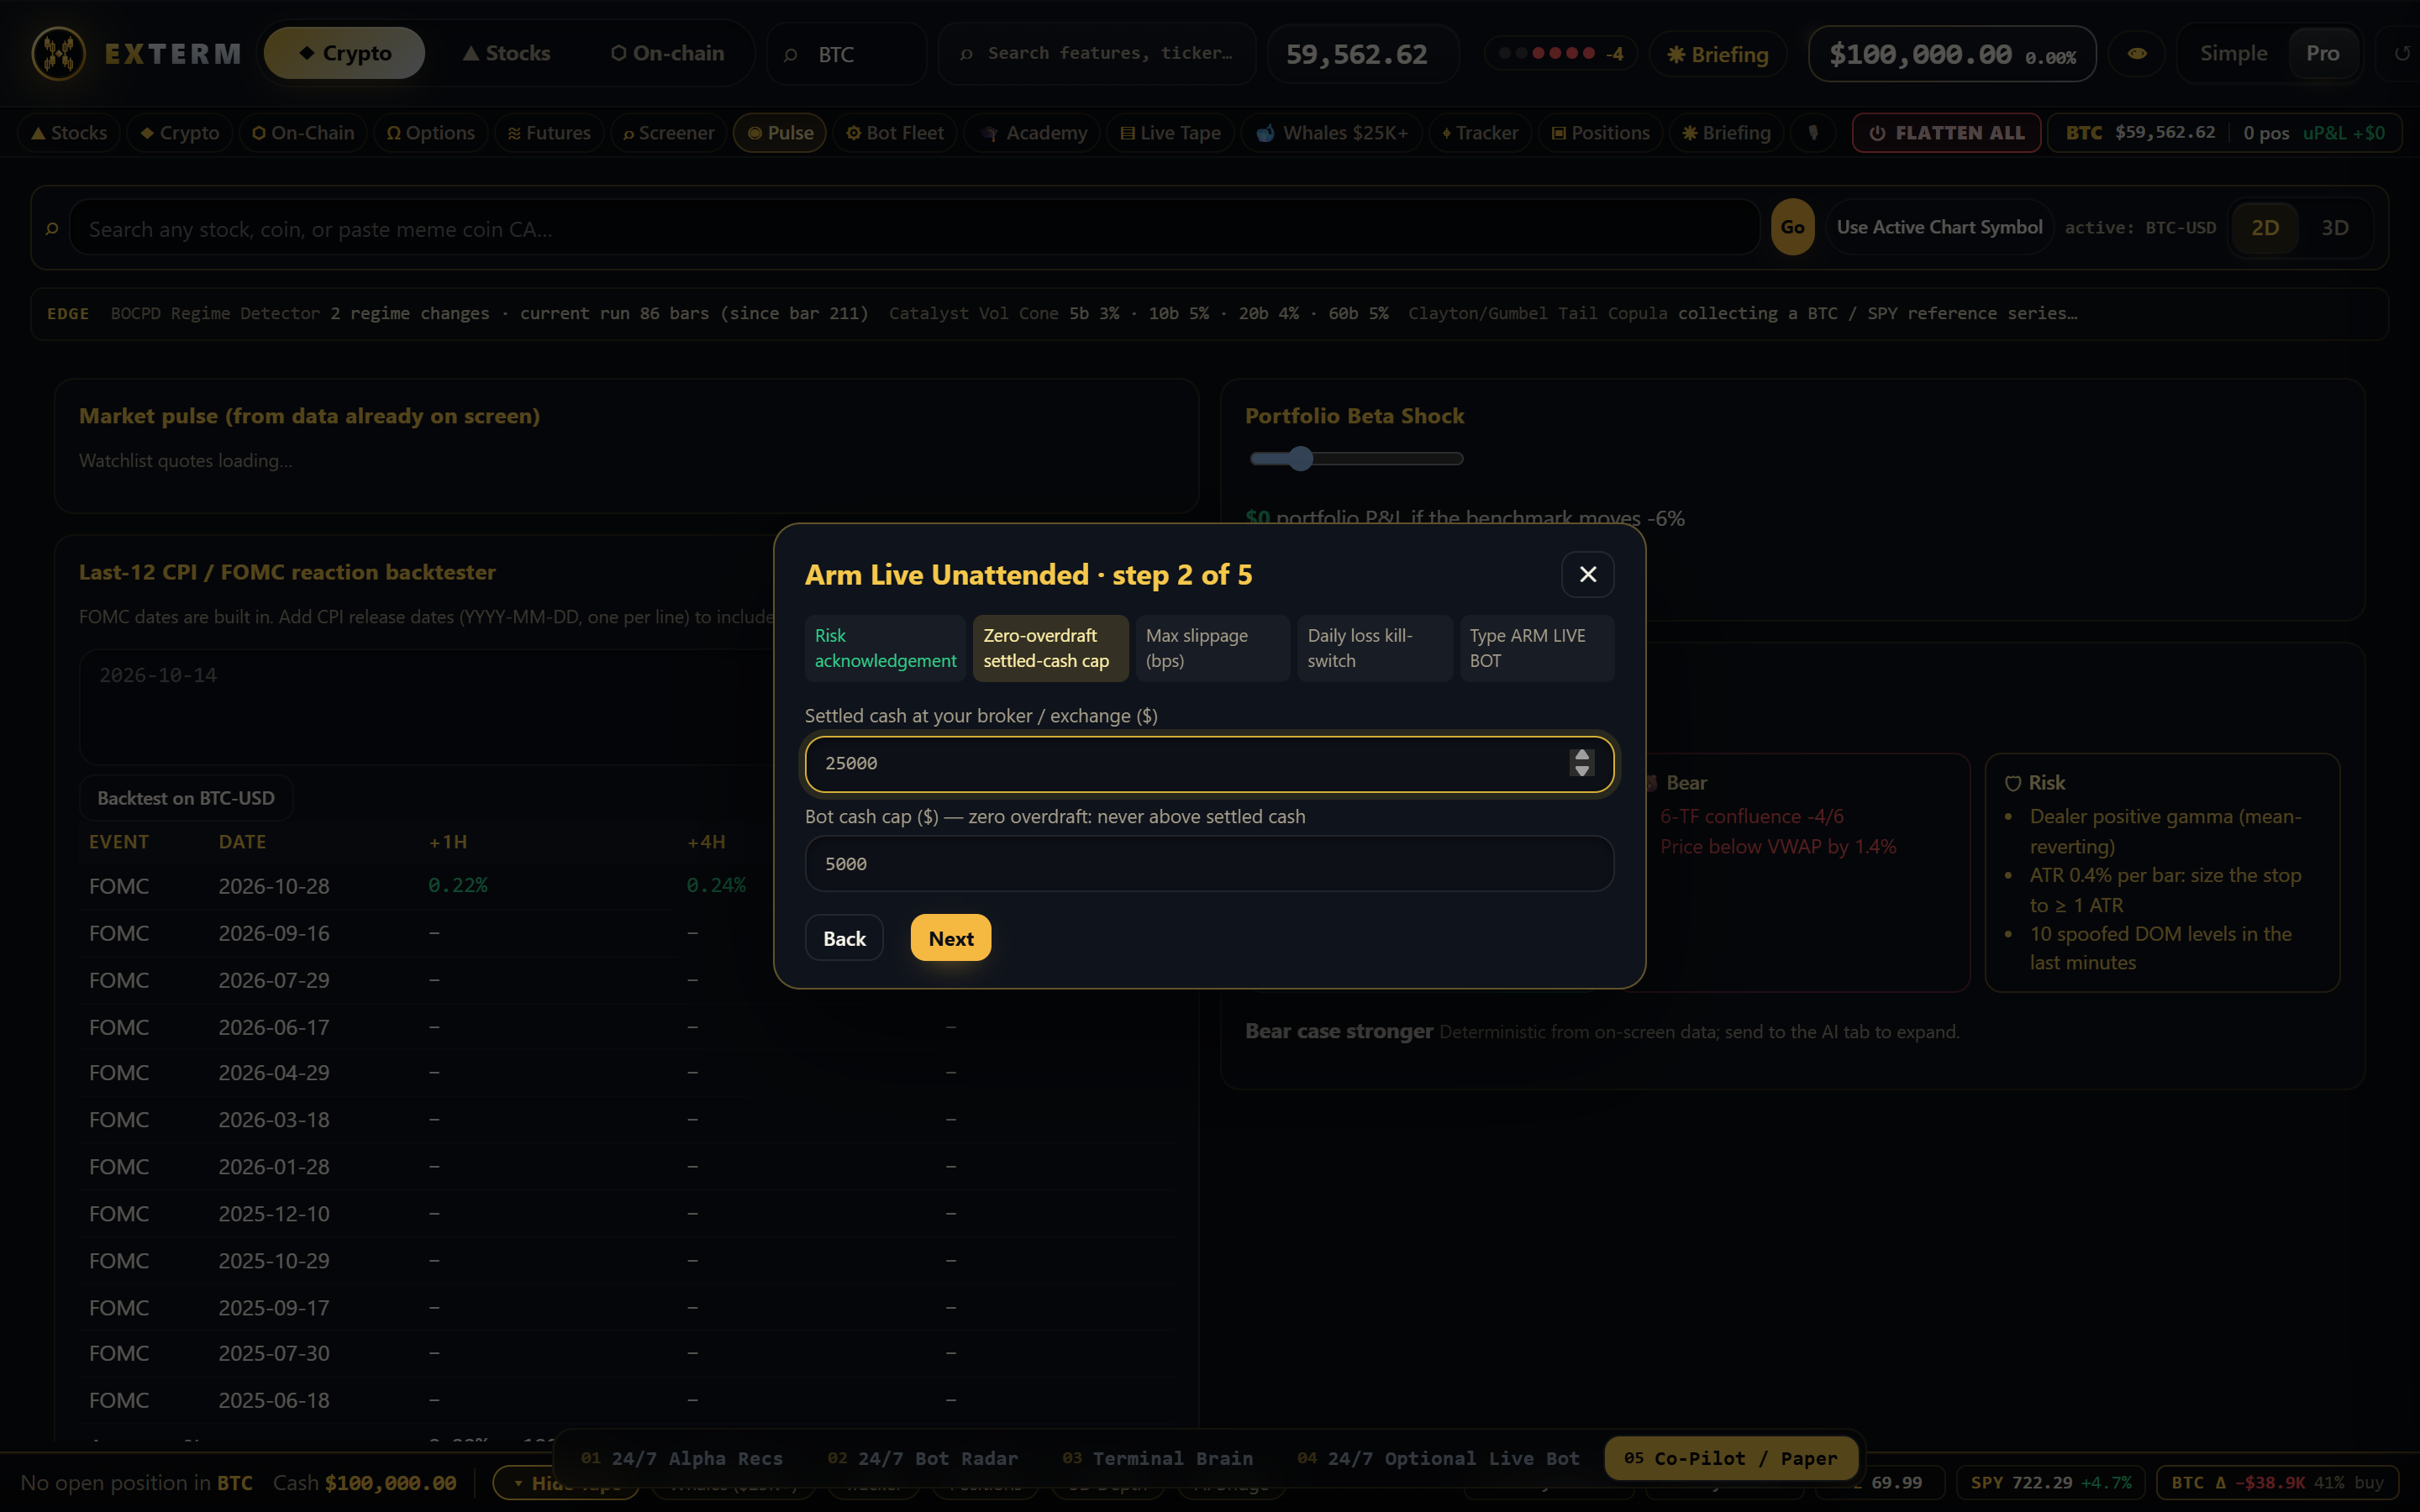 EXTERM ◆ Crypto ▲ Stocks ⬡ On-chain BTC Search features, ticker… 59,562.62 -4 Briefing $100,000.00 0.00% Simple Pro
Stocks Crypto On-Chain Options Futures Screener Pulse Bot Fleet Academy Live Tape Whales $25K+ Tracker Positions Briefing FLATTEN ALL BTC $59,562.62 0 pos uP&L +$0
Search any stock, coin, or paste meme coin CA… Go Use Active Chart Symbol active: BTC-USD 2D 3D
EDGE BOCPD Regime Detector 2 regime changes · current run 86 bars (since bar 211) Catalyst Vol Cone 5b 3% · 10b 5% · 20b 4% · 60b 5% Clayton/Gumbel Tail Copula collecting a BTC / SPY reference series…
Market pulse (from data already on screen)
Watchlist quotes loading…
Portfolio Beta Shock
$0 portfolio P&L if the benchmark moves -6%
Last-12 CPI / FOMC reaction backtester
FOMC dates are built in. Add CPI release dates (YYYY-MM-DD, one per line) to include
2026-10-14
Backtest on BTC-USD
EVENT DATE +1H +4H
FOMC 2026-10-28 0.22% 0.24%
FOMC 2026-09-16 – –
FOMC 2026-07-29 – –
FOMC 2026-06-17 – – –
FOMC 2026-04-29 – – –
FOMC 2026-03-18 – – –
FOMC 2026-01-28 – – –
FOMC 2025-12-10 – – –
FOMC 2025-10-29 – – –
FOMC 2025-09-17 – – –
FOMC 2025-07-30 – – –
FOMC 2025-06-18 – – –
Arm Live Unattended · step 2 of 5
Risk acknowledgement
Zero-overdraft settled-cash cap
Max slippage (bps)
Daily loss kill-switch
Type ARM LIVE BOT
Settled cash at your broker / exchange ($)
25000
Bot cash cap ($) — zero overdraft: never above settled cash
5000
Back Next
Bear
6-TF confluence -4/6
Price below VWAP by 1.4%
Risk
• Dealer positive gamma (mean-
reverting)
• ATR 0.4% per bar: size the stop
to ≥ 1 ATR
• 10 spoofed DOM levels in the
last minutes
Bear case stronger Deterministic from on-screen data; send to the AI tab to expand.
01 24/7 Alpha Recs 02 24/7 Bot Radar 03 Terminal Brain 04 24/7 Optional Live Bot 05 Co-Pilot / Paper
No open position in BTC Cash $100,000.00 69.99 SPY 722.29 +4.7% BTC Δ −$38.9K 41% buy